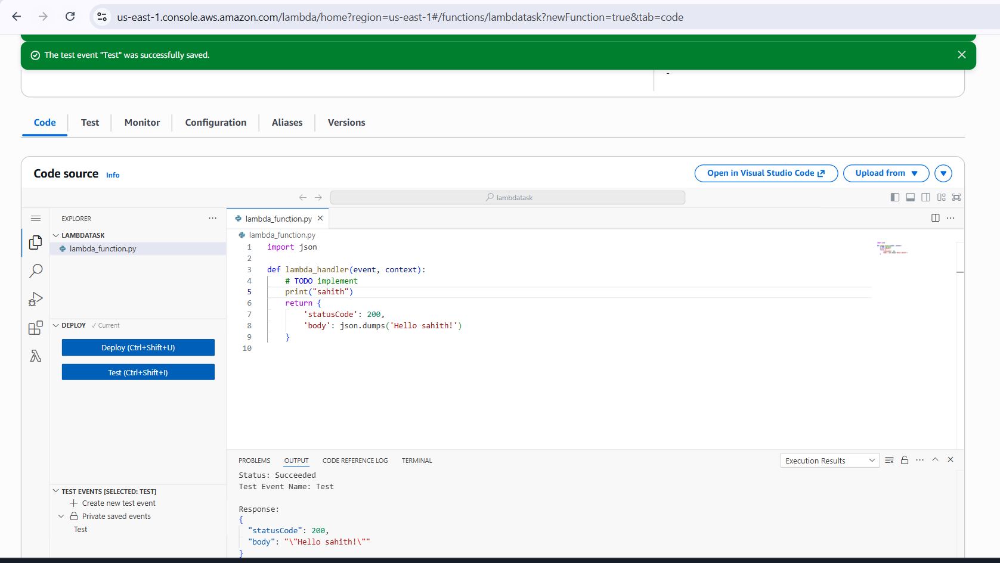 us-east-1.console.aws.amazon.com/lambda/home?region=us-east-1#/functions/lambdatask?newFunction=true&tab=code
The test event "Test" was successfully saved.
-
Code Test Monitor Configuration Aliases Versions
Code source Info
Open in Visual Studio Code Upload from
lambdatask
EXPLORER
LAMBDATASK
lambda_function.py
DEPLOY ✓ Current
Deploy (Ctrl+Shift+U)
Test (Ctrl+Shift+I)
TEST EVENTS [SELECTED: TEST]
Create new test event
Private saved events
Test
lambda_function.py
lambda_function.py
1 import json
2
3 def lambda_handler(event, context):
4 # TODO implement
5 print("sahith")
6 return {
7 'statusCode': 200,
8 'body': json.dumps('Hello sahith!')
9 }
10
PROBLEMS OUTPUT CODE REFERENCE LOG TERMINAL
Execution Results
Status: Succeeded
Test Event Name: Test
Response:
{
"statusCode": 200,
"body": "\"Hello sahith!\""
}